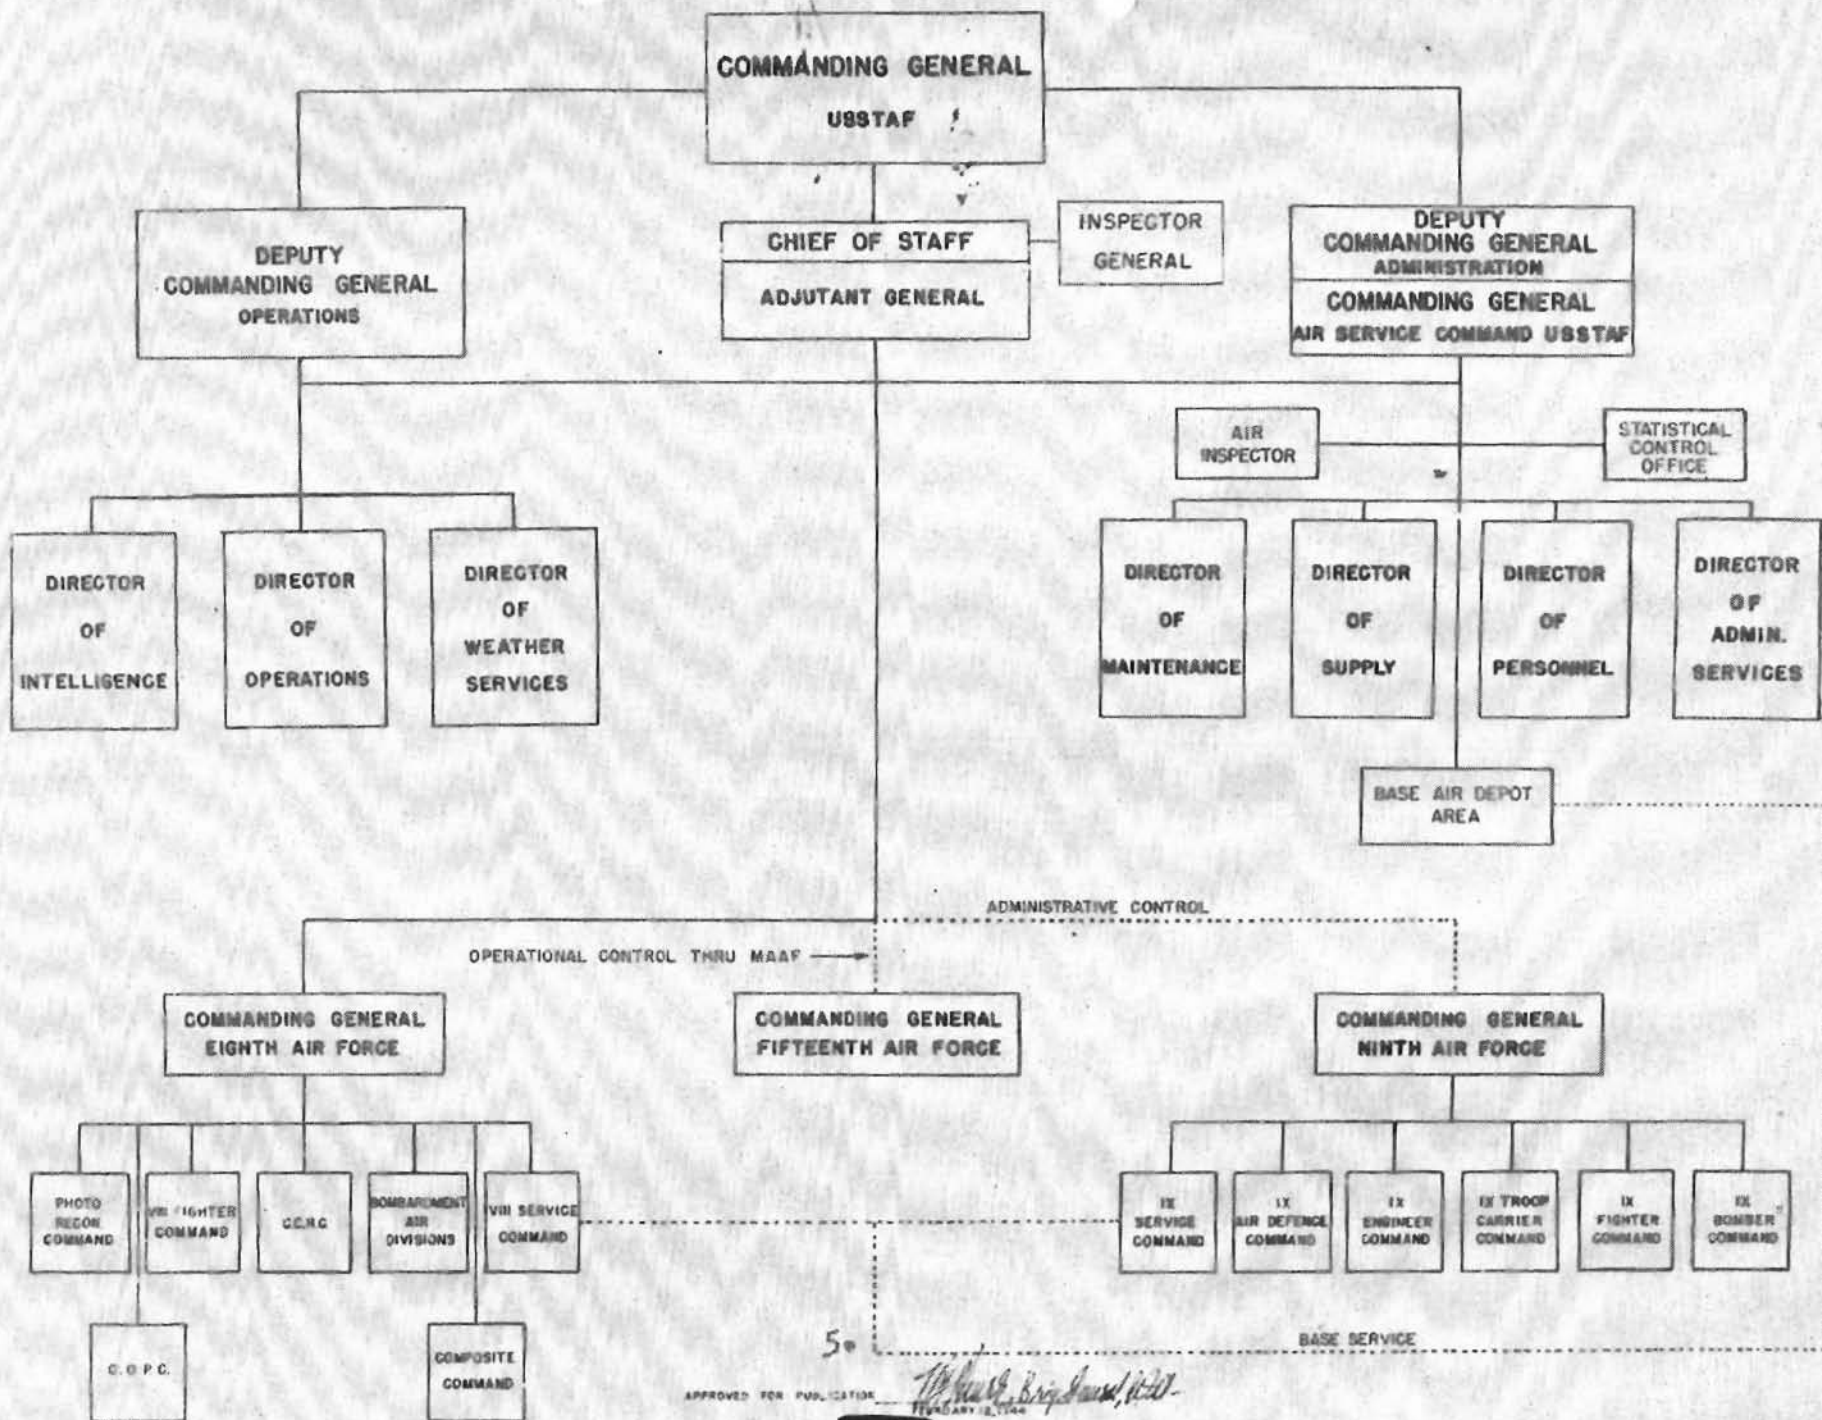 COMMANDING GENERAL
USSTAF
DEPUTY
COMMANDING GENERAL
OPERATIONS
CHIEF OF STAFF
ADJUTANT GENERAL
INSPECTOR
GENERAL
DEPUTY
COMMANDING GENERAL
ADMINISTRATION
COMMANDING GENERAL
AIR SERVICE COMMAND USSTAF
AIR
INSPECTOR
STATISTICAL
CONTROL
OFFICE
DIRECTOR
OF
INTELLIGENCE
DIRECTOR
OF
OPERATIONS
DIRECTOR
OF
WEATHER
SERVICES
DIRECTOR
OF
MAINTENANCE
DIRECTOR
OF
SUPPLY
DIRECTOR
OF
PERSONNEL
DIRECTOR
OF
ADMIN.
SERVICES
BASE AIR DEPOT
AREA
ADMINISTRATIVE CONTROL
OPERATIONAL CONTROL THRU MAAF
COMMANDING GENERAL
EIGHTH AIR FORCE
COMMANDING GENERAL
FIFTEENTH AIR FORCE
COMMANDING GENERAL
NINTH AIR FORCE
PHOTO
RECON
COMMAND
VIII FIGHTER
COMMAND
BOMBARDMENT
AIR
DIVISIONS
VIII SERVICE
COMMAND
IX
SERVICE
COMMAND
IX
AIR DEFENCE
COMMAND
IX
ENGINEER
COMMAND
IX TROOP
CARRIER
COMMAND
IX
FIGHTER
COMMAND
IX
BOMBER
COMMAND
C.O.P.C.
COMPOSITE
COMMAND
BASE SERVICE
5.
APPROVED FOR PUBLICATION
FEBRUARY 12, 1944